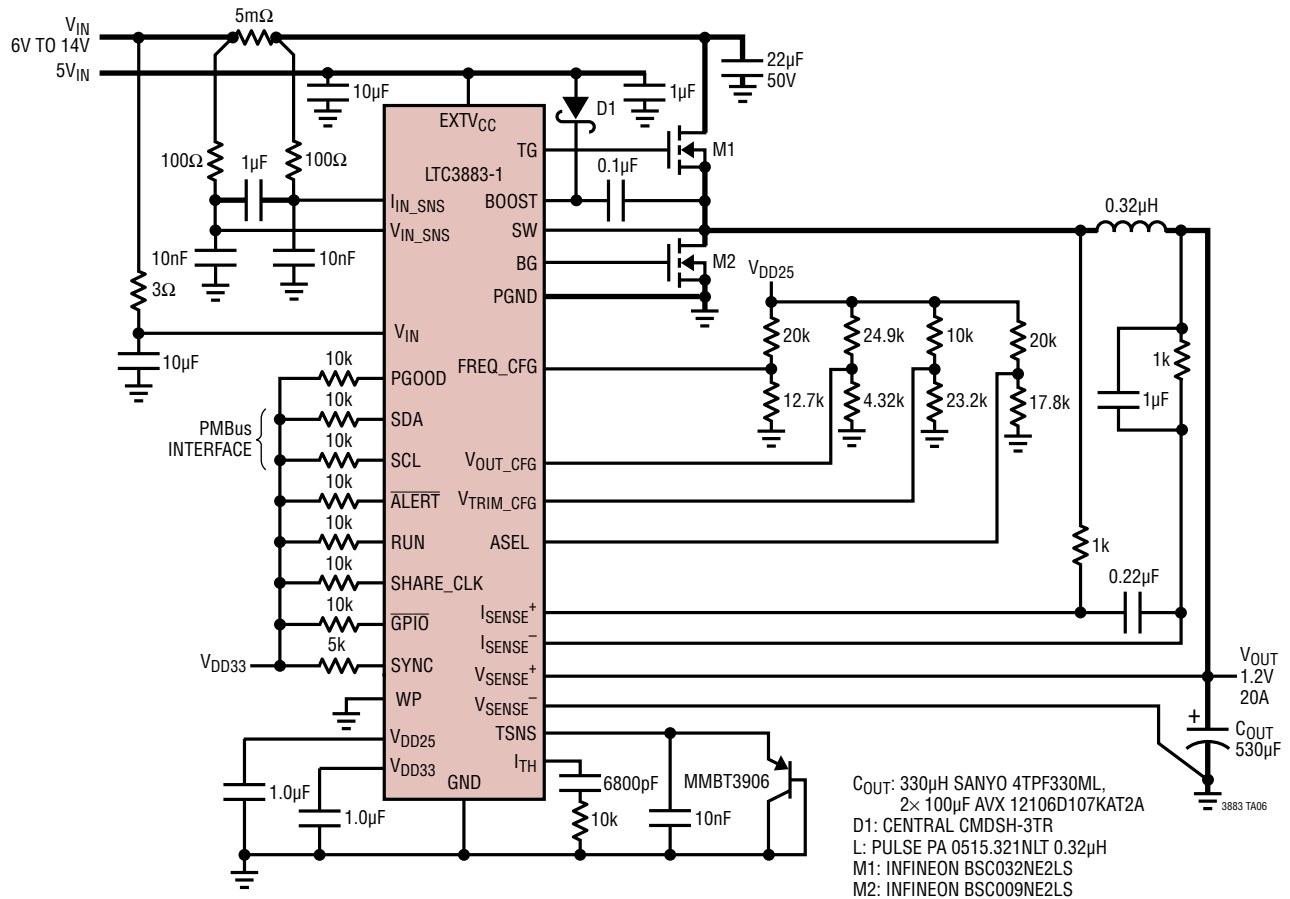 VIN
6V TO 14V
5mΩ
5VIN
10µF
D1
1µF
22µF
50V
100Ω
1µF
100Ω
10nF
10nF
3Ω
10µF
EXTVCC
LTC3883-1
TG
M1
0.1µF
IIN_SNS
BOOST
VIN_SNS
SW
0.32µH
BG
M2
PGND
VDD25
VIN
20k
24.9k
10k
20k
1k
FREQ_CFG
12.7k
4.32k
23.2k
17.8k
1µF
10k
PGOOD
10k
SDA
PMBus
INTERFACE
10k
SCL
VOUT_CFG
10k
ALERT
VTRIM_CFG
10k
RUN
ASEL
1k
10k
SHARE_CLK
0.22µF
10k
GPIO
ISENSE+
ISENSE–
5k
VDD33
SYNC
VSENSE+
VOUT
1.2V
20A
WP
VSENSE–
VDD25
TSNS
+
COUT
530µF
VDD33
ITH
GND
1.0µF
1.0µF
6800pF
10k
10nF
MMBT3906
3883 TA06
COUT: 330µH SANYO 4TPF330ML,
2× 100µF AVX 12106D107KAT2A
D1: CENTRAL CMDSH-3TR
L: PULSE PA 0515.321NLT 0.32µH
M1: INFINEON BSC032NE2LS
M2: INFINEON BSC009NE2LS